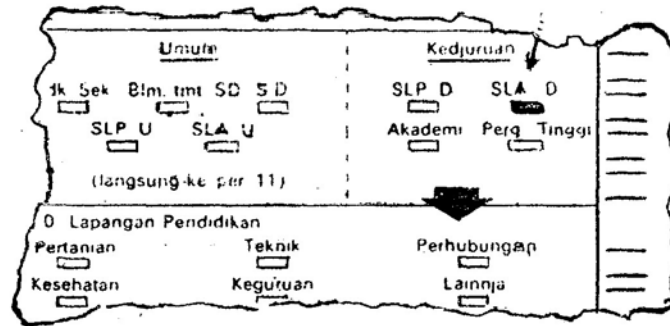 Umum Kedjuruan
Sek Blm. tmt SD SD SLP D SLA D
SLP U SLA U Akademi Perg Tinggi
(langsung ke per 11)
0 Lapangan Pendidikan
Pertanian Teknik Perhubungan
Kesehatan Keguruan Lainnja